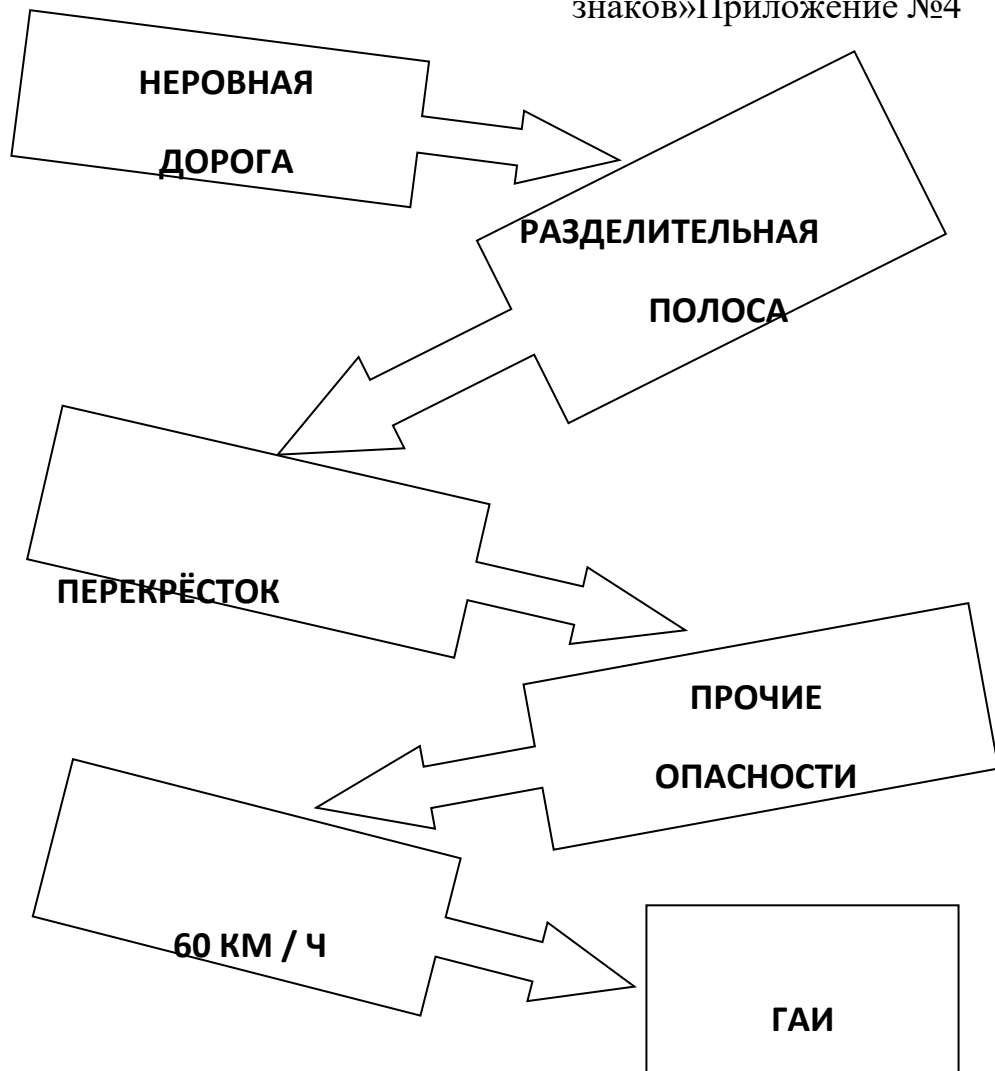 знаков»Приложение №4
НЕРОВНАЯ
ДОРОГА
РАЗДЕЛИТЕЛЬНАЯ
ПОЛОСА
ПЕРЕКРЁСТОК
ПРОЧИЕ
ОПАСНОСТИ
60 КМ / Ч
ГАИ